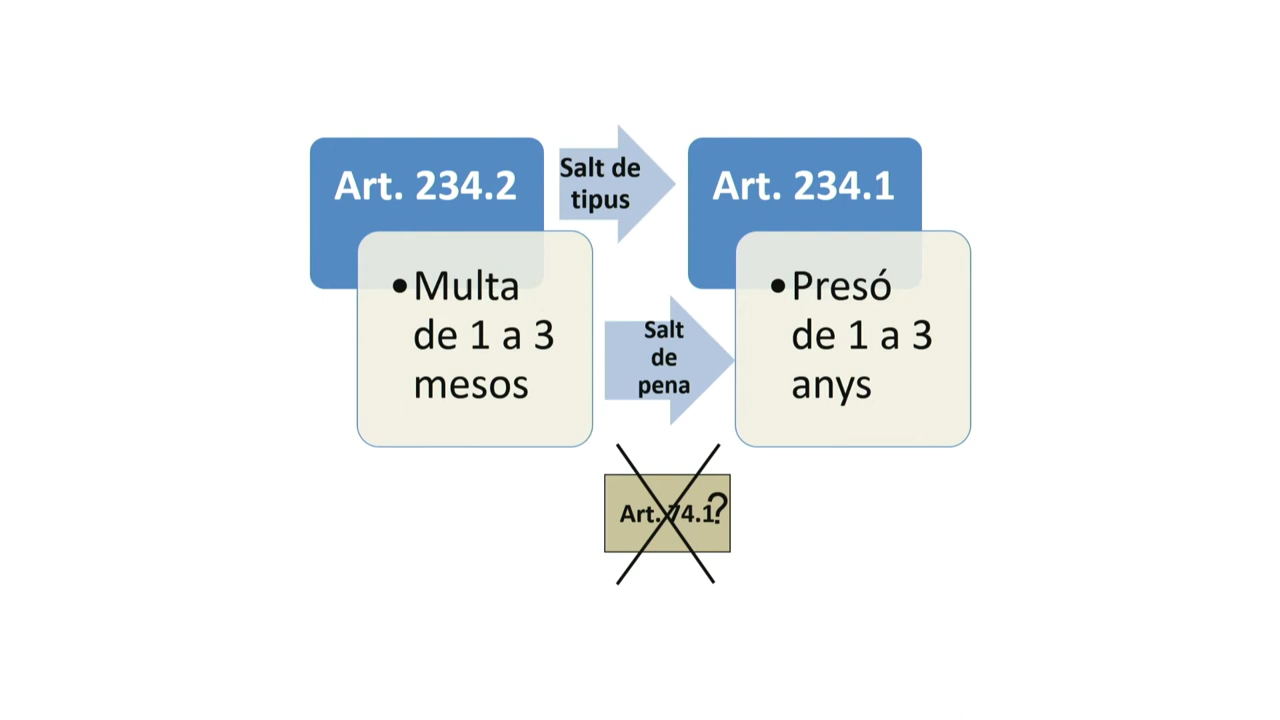 Art. 234.2
Salt de
tipus
Art. 234.1
•Multa
de 1 a 3
mesos
Salt
de
pena
•Presó
de 1 a 3
anys
Art. 74.1?